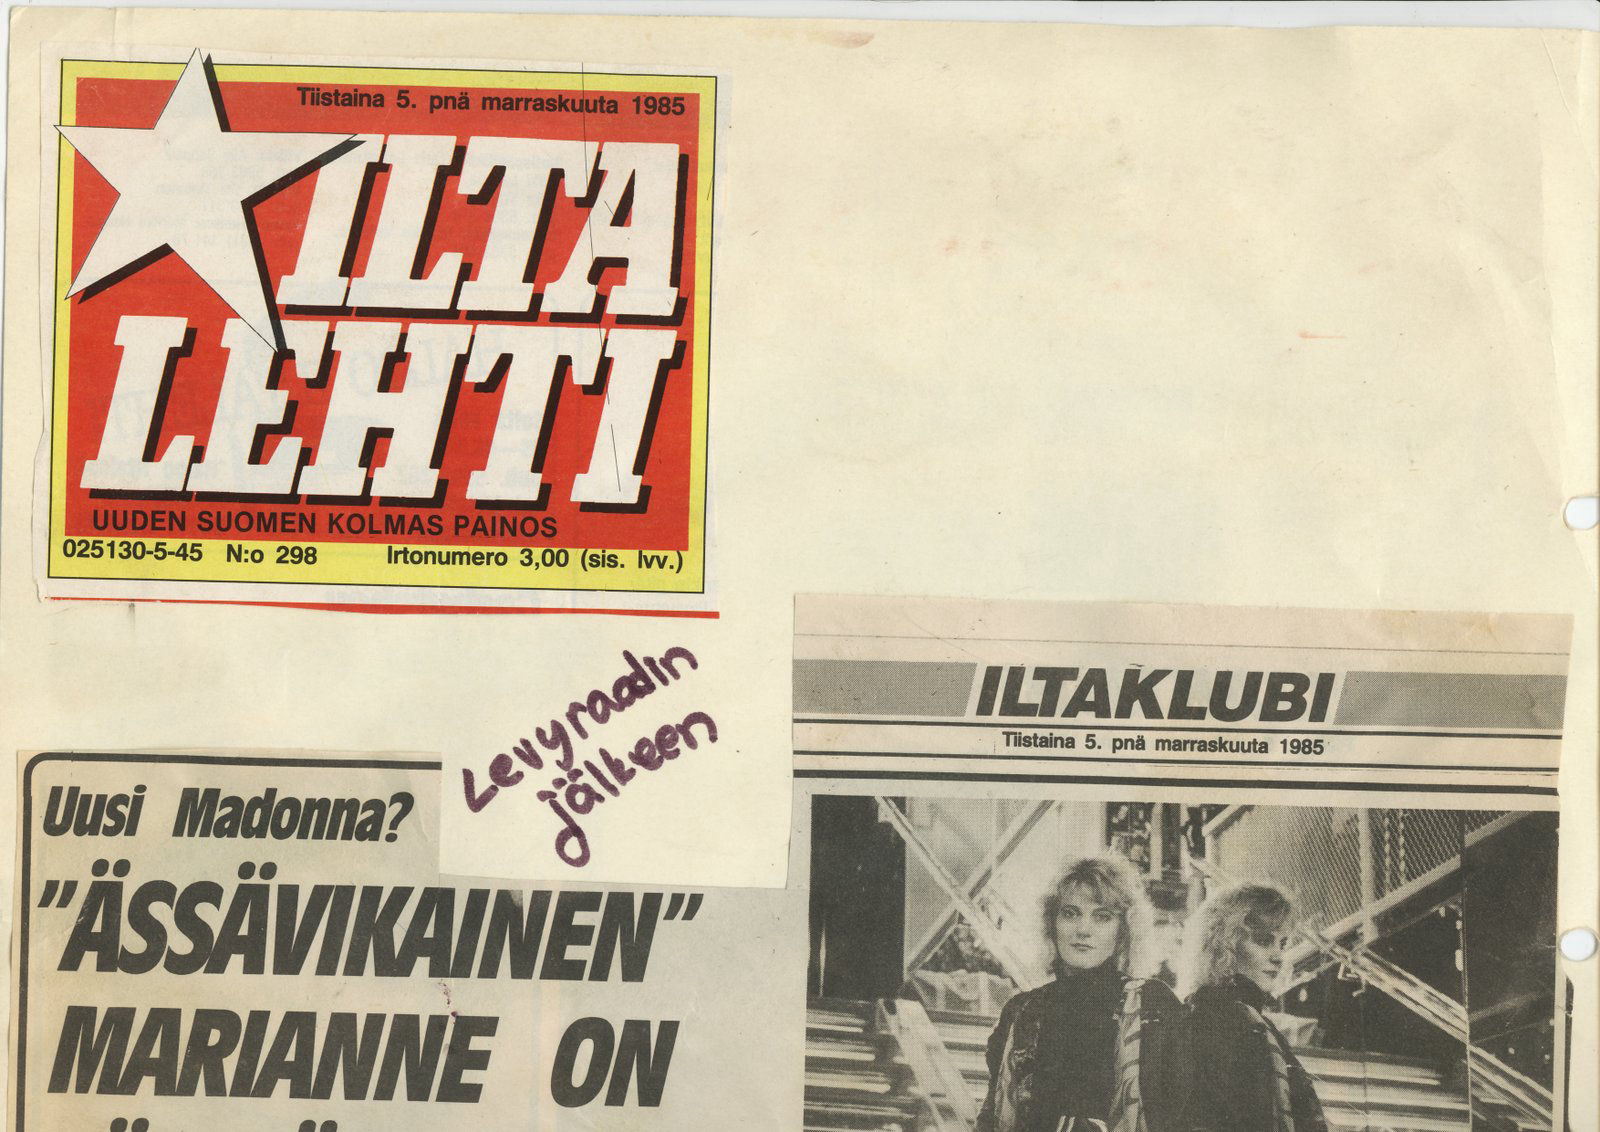 Tiistaina 5. pnä marraskuuta 1985
ILTA
LEHTI
UUDEN SUOMEN KOLMAS PAINOS
025130-5-45 N:o 298 Irtonumero 3,00 (sis. lvv.)
Levyraadin
jälkeen
Uusi Madonna?
”ÄSSÄVIKAINEN”
MARIANNE ON
ILTAKLUBI
Tiistaina 5. pnä marraskuuta 1985